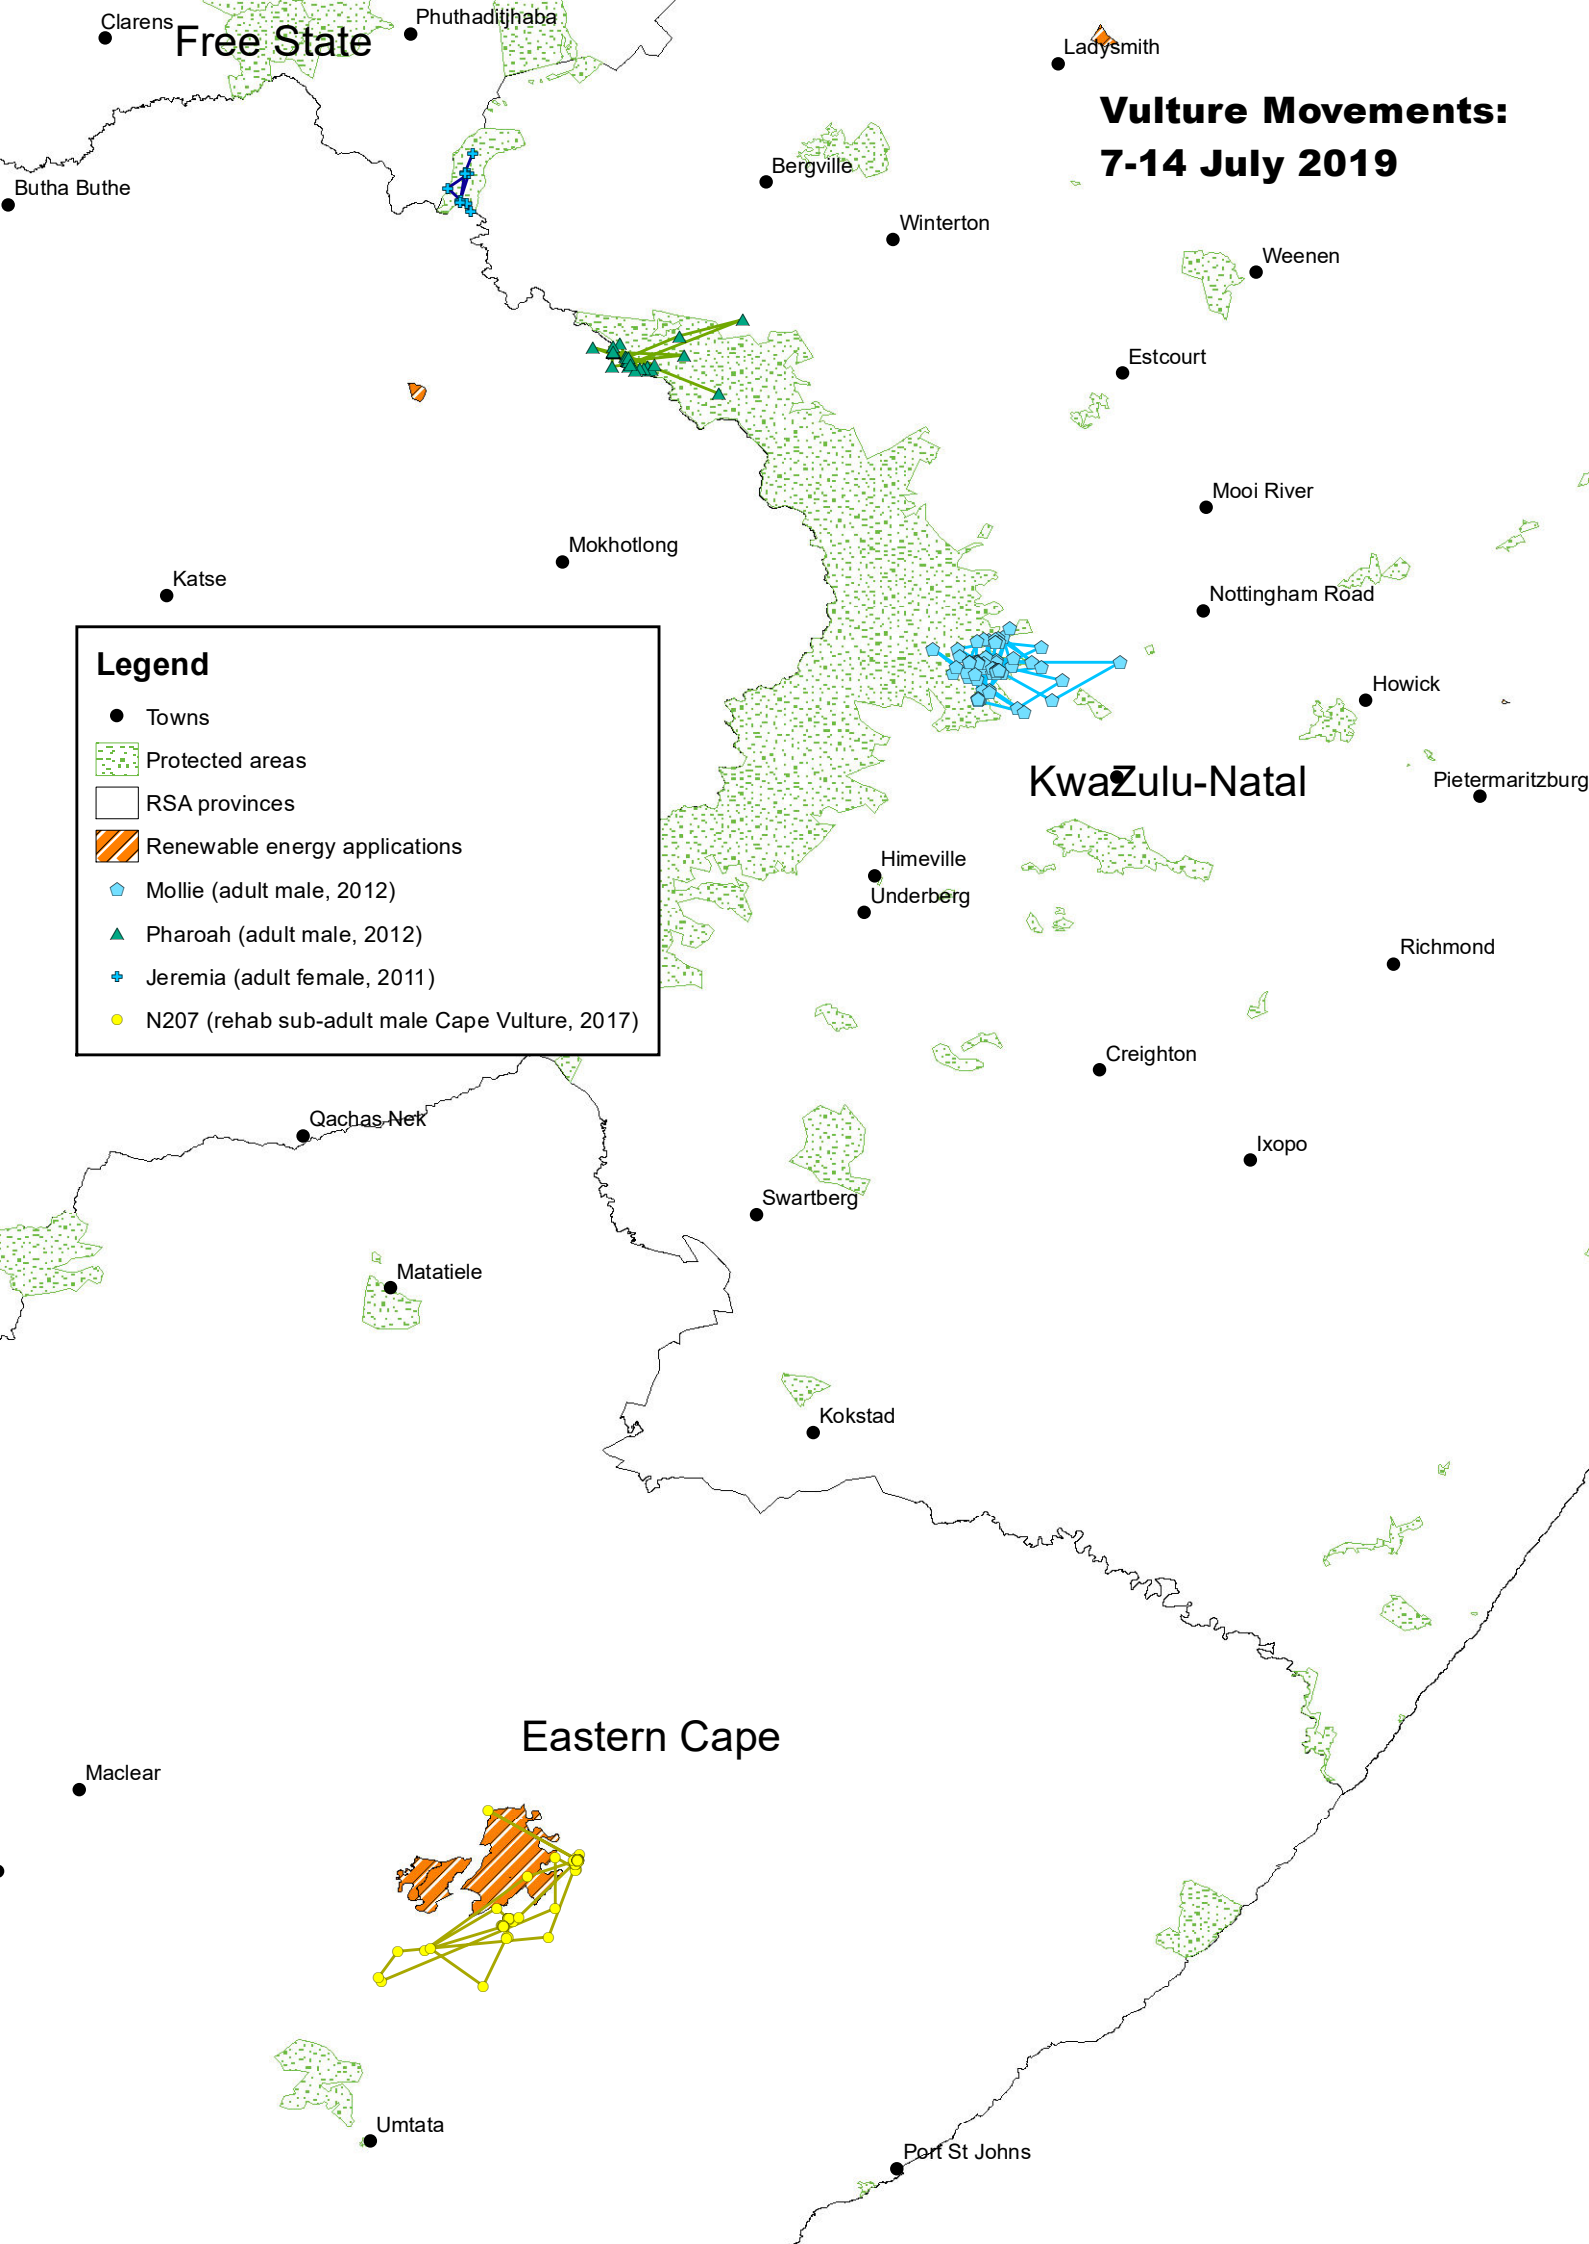 Clarens
Free State
Phuthaditjhaba
Ladysmith
Vulture Movements:
7-14 July 2019
Bergville
Butha Buthe
Winterton
Weenen
Estcourt
Mooi River
Mokhotlong
Katse
Nottingham Road
Legend
Towns
Protected areas
RSA provinces
Renewable energy applications
Mollie (adult male, 2012)
Pharoah (adult male, 2012)
Jeremia (adult female, 2011)
N207 (rehab sub-adult male Cape Vulture, 2017)
Howick
KwaZulu-Natal
Pietermaritzburg
Himeville
Underberg
Richmond
Creighton
Qachas Nek
Ixopo
Swartberg
Matatiele
Kokstad
Eastern Cape
Maclear
Umtata
Port St Johns